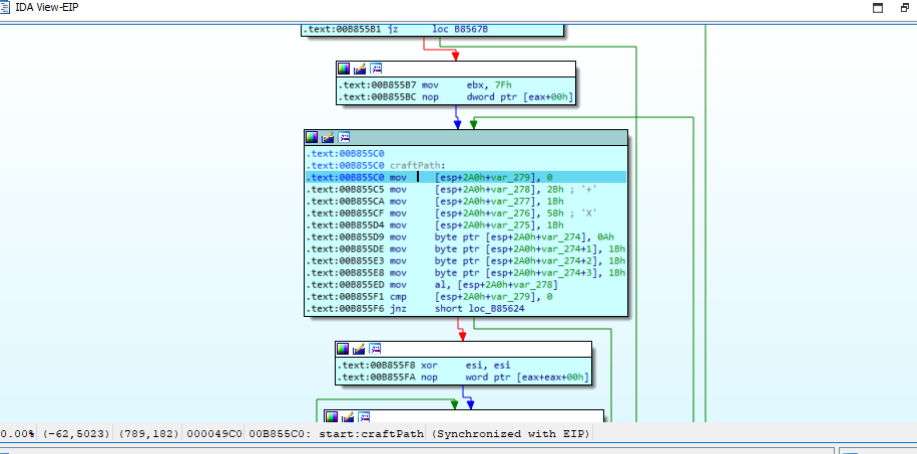 IDA View-EIP
.text:00B855B1 jz loc_B8567B
.text:00B855B7 mov ebx, 7Fh
.text:00B855BC nop dword ptr [eax+00h]
.text:00B855C0
.text:00B855C0 craftPath:
.text:00B855C0 mov [esp+2A0h+var_279], 0
.text:00B855C5 mov [esp+2A0h+var_278], 2Bh ; '+'
.text:00B855CA mov [esp+2A0h+var_277], 1Bh
.text:00B855CF mov [esp+2A0h+var_276], 58h ; 'X'
.text:00B855D4 mov [esp+2A0h+var_275], 1Bh
.text:00B855D9 mov byte ptr [esp+2A0h+var_274], 0Ah
.text:00B855DE mov byte ptr [esp+2A0h+var_274+1], 1Bh
.text:00B855E3 mov byte ptr [esp+2A0h+var_274+2], 1Bh
.text:00B855E8 mov byte ptr [esp+2A0h+var_274+3], 1Bh
.text:00B855ED mov al, [esp+2A0h+var_278]
.text:00B855F1 cmp [esp+2A0h+var_279], 0
.text:00B855F6 jnz short loc_B85624
.text:00B855F8 xor esi, esi
.text:00B855FA nop word ptr [eax+eax+00h]
0.00% (-62,5023) (789,182) 000049C0 00B855C0: start:craftPath (Synchronized with EIP)